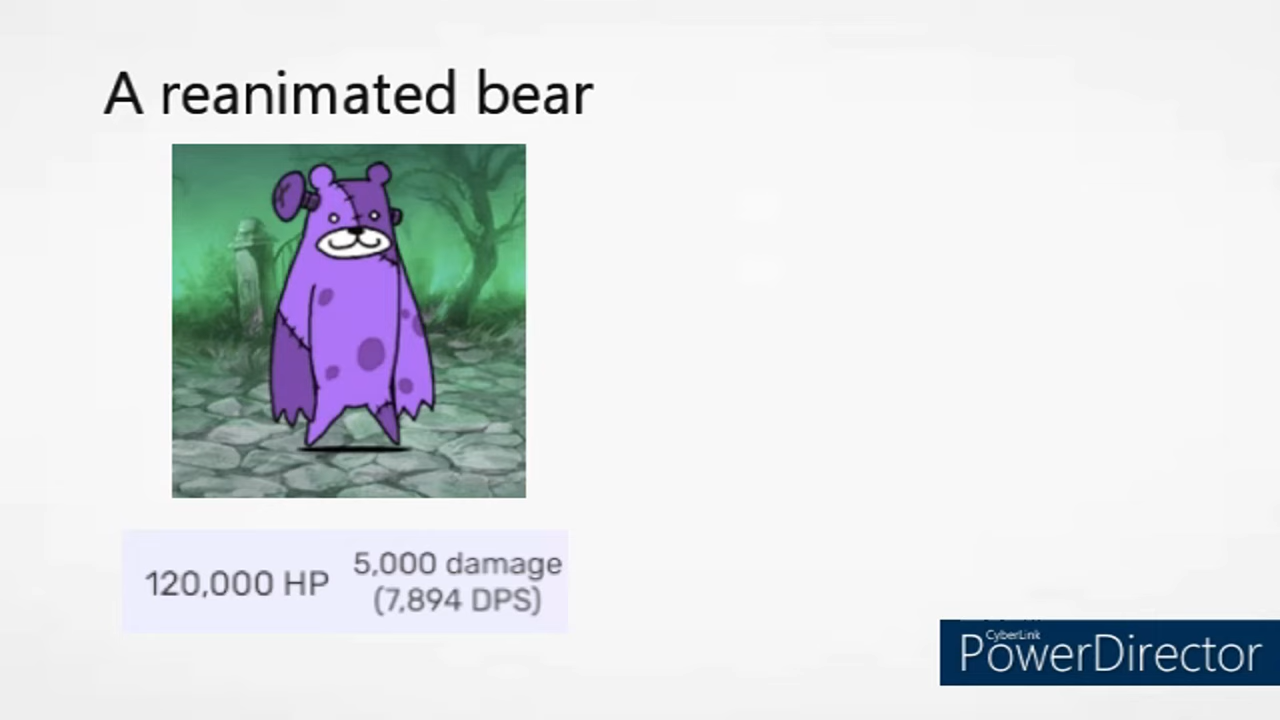 A reanimated bear
120,000 HP
5,000 damage
(7,894 DPS)
CyberLink
PowerDirector